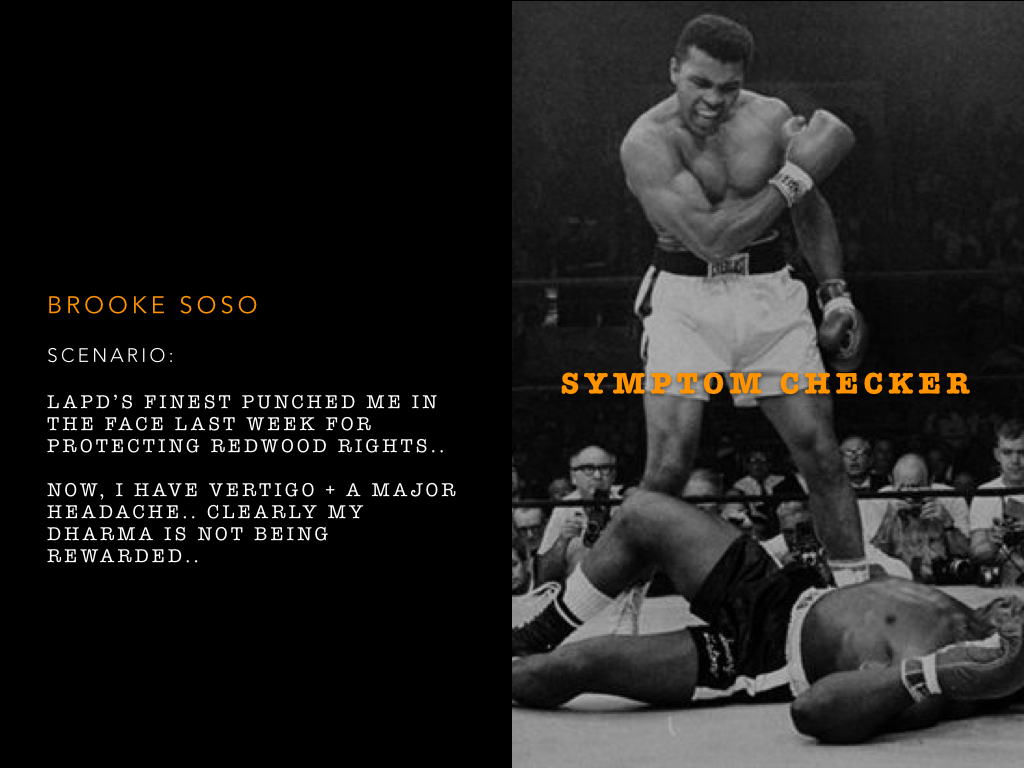 BROOKE SOSO
SCENARIO:
LAPD'S FINEST PUNCHED ME IN
THE FACE LAST WEEK FOR
PROTECTING REDWOOD RIGHTS..
NOW, I HAVE VERTIGO + A MAJOR
HEADACHE.. CLEARLY MY
DHARMA IS NOT BEING
REWARDED..
EVERLAST
SYMPTOM CHECKER